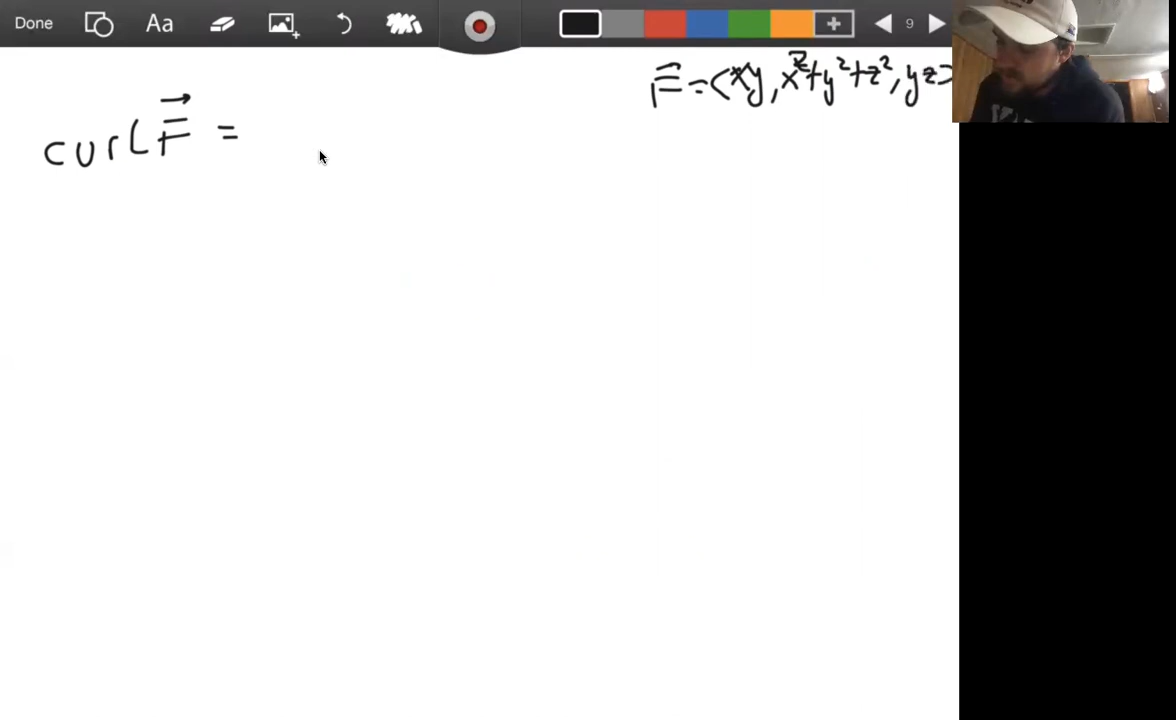 Done Aa 9
F⃗ = <xy, x²+y²+z², yz>
curl F⃗ =